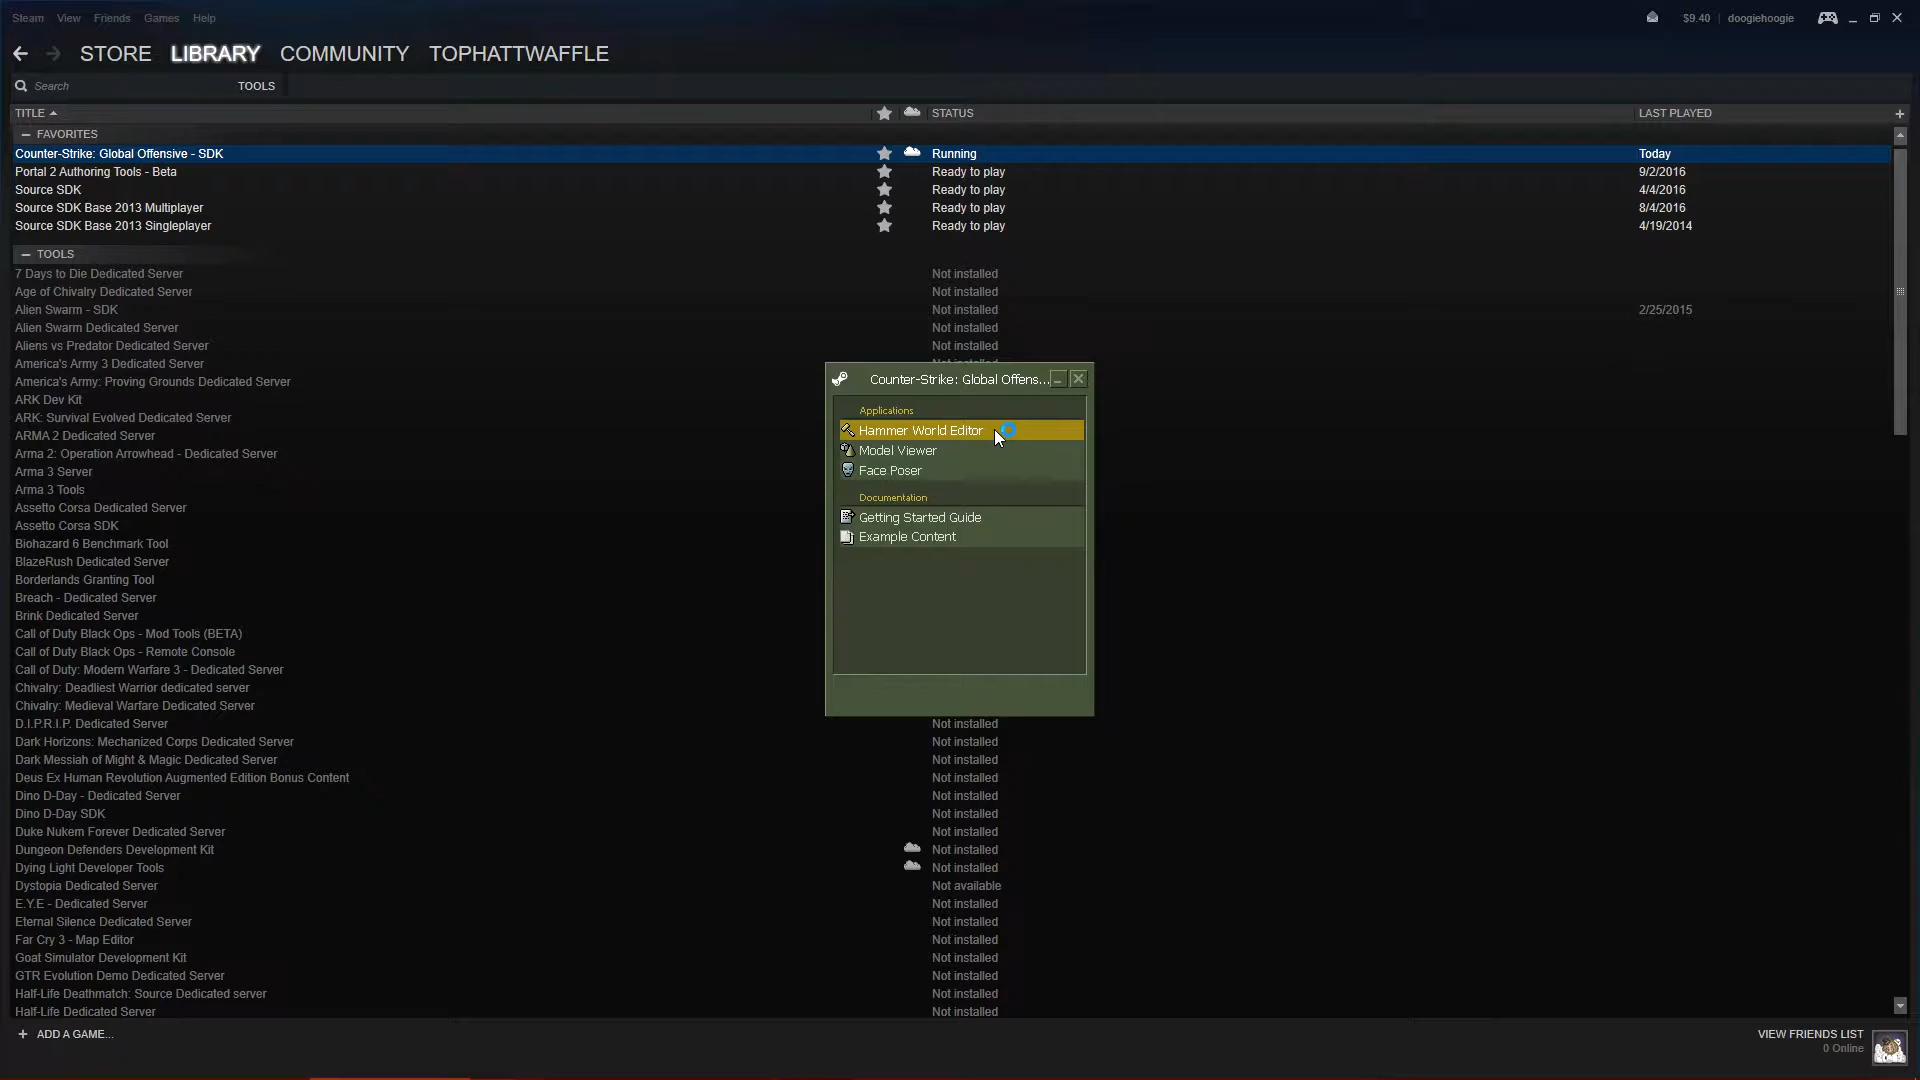 Steam View Friends Games Help $9.40 | doogiehoogie
STORE LIBRARY COMMUNITY TOPHATTWAFFLE
Search TOOLS
TITLE STATUS LAST PLAYED
FAVORITES
Counter-Strike: Global Offensive - SDK Running Today
Portal 2 Authoring Tools - Beta Ready to play 9/2/2016
Source SDK Ready to play 4/4/2016
Source SDK Base 2013 Multiplayer Ready to play 8/4/2016
Source SDK Base 2013 Singleplayer Ready to play 4/19/2014
TOOLS
7 Days to Die Dedicated Server Not installed
Age of Chivalry Dedicated Server Not installed
Alien Swarm - SDK Not installed 2/25/2015
Alien Swarm Dedicated Server Not installed
Aliens vs Predator Dedicated Server Not installed
America's Army 3 Dedicated Server
America's Army: Proving Grounds Dedicated Server
ARK Dev Kit
ARK: Survival Evolved Dedicated Server
ARMA 2 Dedicated Server
Arma 2: Operation Arrowhead - Dedicated Server
Arma 3 Server
Arma 3 Tools
Assetto Corsa Dedicated Server
Assetto Corsa SDK
Biohazard 6 Benchmark Tool
BlazeRush Dedicated Server
Borderlands Granting Tool
Breach - Dedicated Server
Brink Dedicated Server
Call of Duty Black Ops - Mod Tools (BETA)
Call of Duty Black Ops - Remote Console
Call of Duty: Modern Warfare 3 - Dedicated Server
Chivalry: Deadliest Warrior dedicated server
Chivalry: Medieval Warfare Dedicated Server
D.I.P.R.I.P. Dedicated Server Not installed
Dark Horizons: Mechanized Corps Dedicated Server Not installed
Dark Messiah of Might & Magic Dedicated Server Not installed
Deus Ex Human Revolution Augmented Edition Bonus Content Not installed
Dino D-Day - Dedicated Server Not installed
Dino D-Day SDK Not installed
Duke Nukem Forever Dedicated Server Not installed
Dungeon Defenders Development Kit Not installed
Dying Light Developer Tools Not installed
Dystopia Dedicated Server Not available
E.Y.E - Dedicated Server Not installed
Eternal Silence Dedicated Server Not installed
Far Cry 3 - Map Editor Not installed
Goat Simulator Development Kit Not installed
GTR Evolution Demo Dedicated Server Not installed
Half-Life Deathmatch: Source Dedicated server Not installed
Half-Life Dedicated Server Not installed
Counter-Strike: Global Offens...
Applications
Hammer World Editor
Model Viewer
Face Poser
Documentation
Getting Started Guide
Example Content
+ ADD A GAME...
VIEW FRIENDS LIST
0 Online